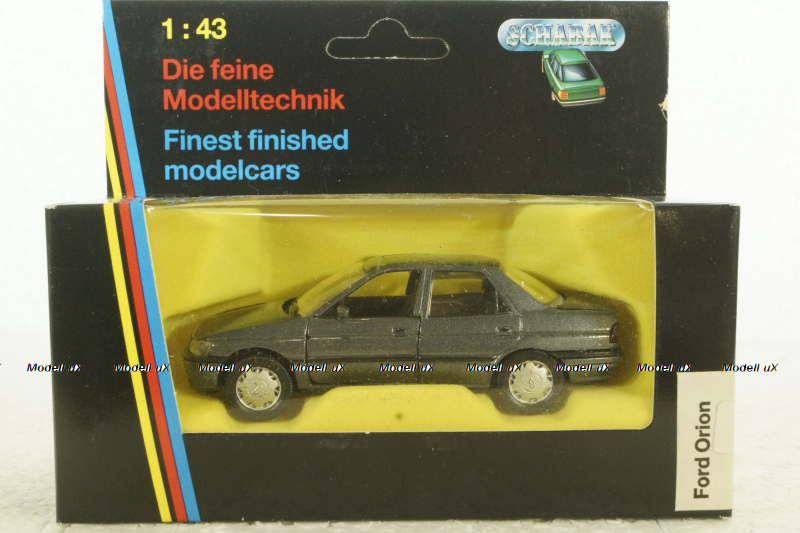 1:43
Die feine
Modelltechnik
Finest finished
modelcars
SCHABAK
Modell uX Modell uX Modell uX Modell uX Modell uX Modell uX Modell uX Modell uX Modell uX
Ford Orion